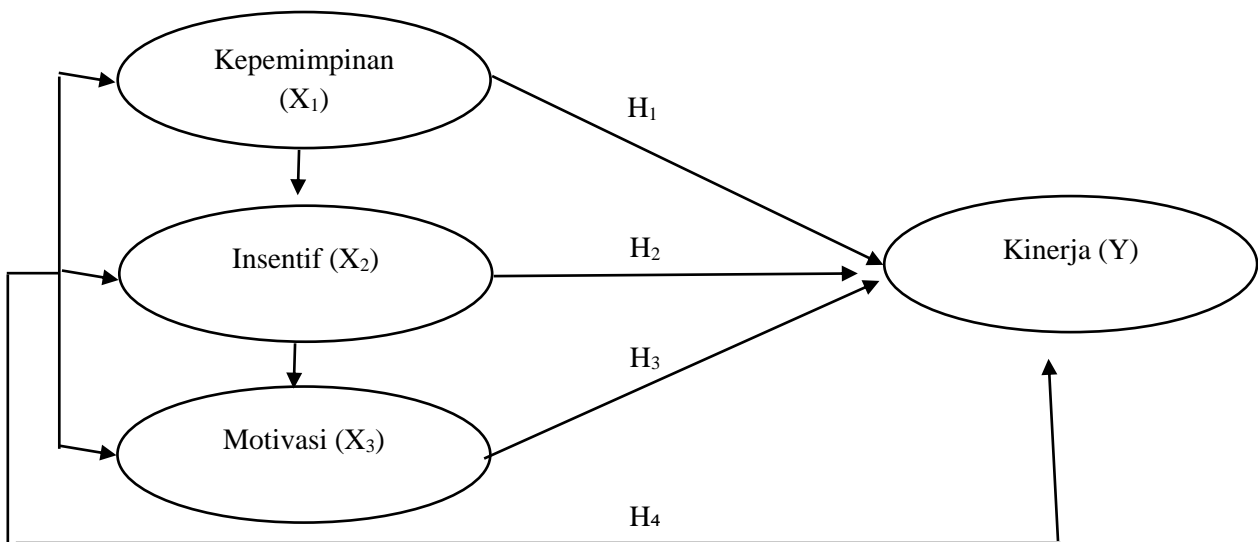 Kepemimpinan
(X₁)
H₁
Insentif (X₂)
H₂
Kinerja (Y)
H₃
Motivasi (X₃)
H₄